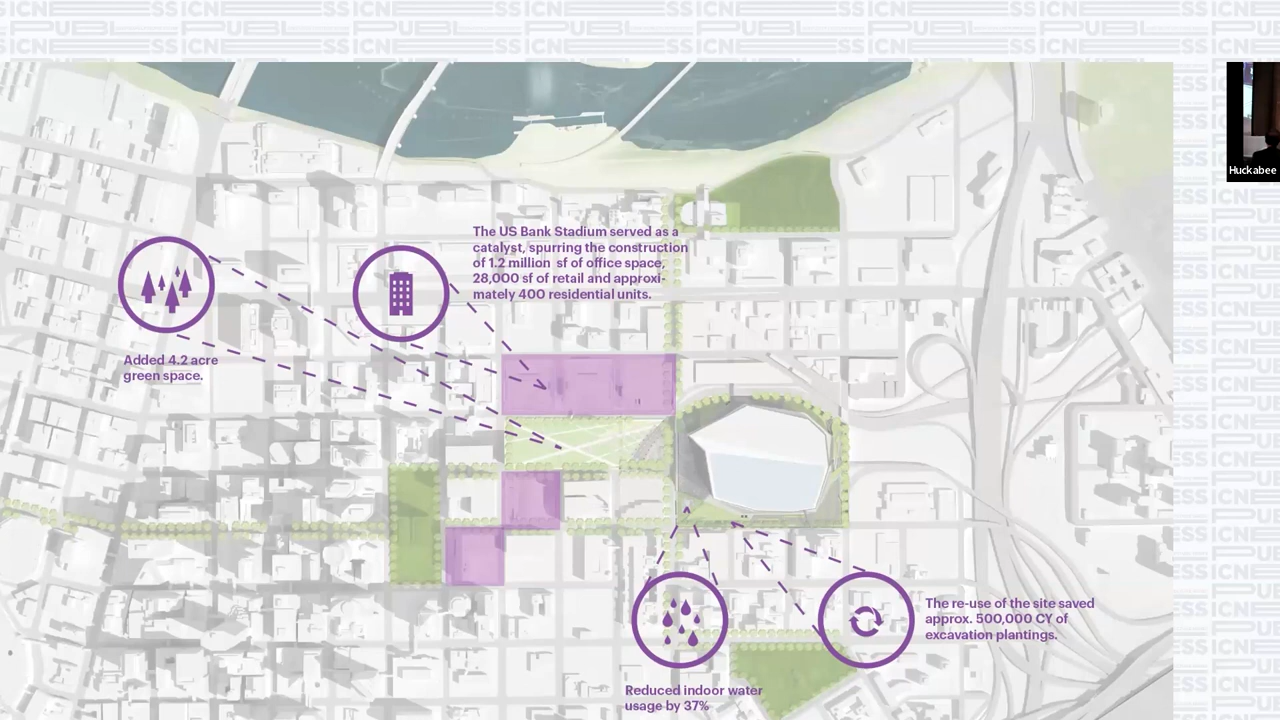 The US Bank Stadium served as a
catalyst, spurring the construction
of 1.2 million sf of office space,
28,000 sf of retail and approxi-
mately 400 residential units.
Added 4.2 acre
green space.
The re-use of the site saved
approx. 500,000 CY of
excavation plantings.
Reduced indoor water
usage by 37%
Huckabee